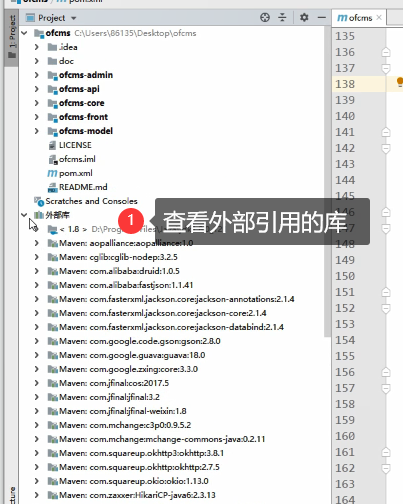 pom.xml
1: Project
Project
ofcms
ofcms C:\Users\86135\Desktop\ofcms
.idea
doc
ofcms-admin
ofcms-api
ofcms-core
ofcms-front
ofcms-model
LICENSE
ofcms.iml
pom.xml
README.md
Scratches and Consoles
外部库
1 查看外部引用的库
< 1.8 >
Maven: aopalliance:aopalliance:1.0
Maven: cglib:cglib-nodep:3.2.5
Maven: com.alibaba:druid:1.0.5
Maven: com.alibaba:fastjson:1.1.41
Maven: com.fasterxml.jackson.core:jackson-annotations:2.1.4
Maven: com.fasterxml.jackson.core:jackson-core:2.1.4
Maven: com.fasterxml.jackson.core:jackson-databind:2.1.4
Maven: com.google.code.gson:gson:2.8.0
Maven: com.google.guava:guava:18.0
Maven: com.google.zxing:core:3.3.0
Maven: com.jfinal:cos:2017.5
Maven: com.jfinal:jfinal:3.2
Maven: com.jfinal:jfinal-weixin:1.8
Maven: com.mchange:c3p0:0.9.5.2
Maven: com.mchange:mchange-commons-java:0.2.11
Maven: com.squareup.okhttp3:okhttp:3.8.1
Maven: com.squareup.okhttp:okhttp:2.7.5
Maven: com.squareup.okio:okio:1.13.0
Maven: com.zaxxer:HikariCP-java6:2.3.13
135
136
137
138
139
140
141
142
143
144
145
146
147
148
149
150
151
152
153
154
155
156
157
158
159
160
161
162
163
164